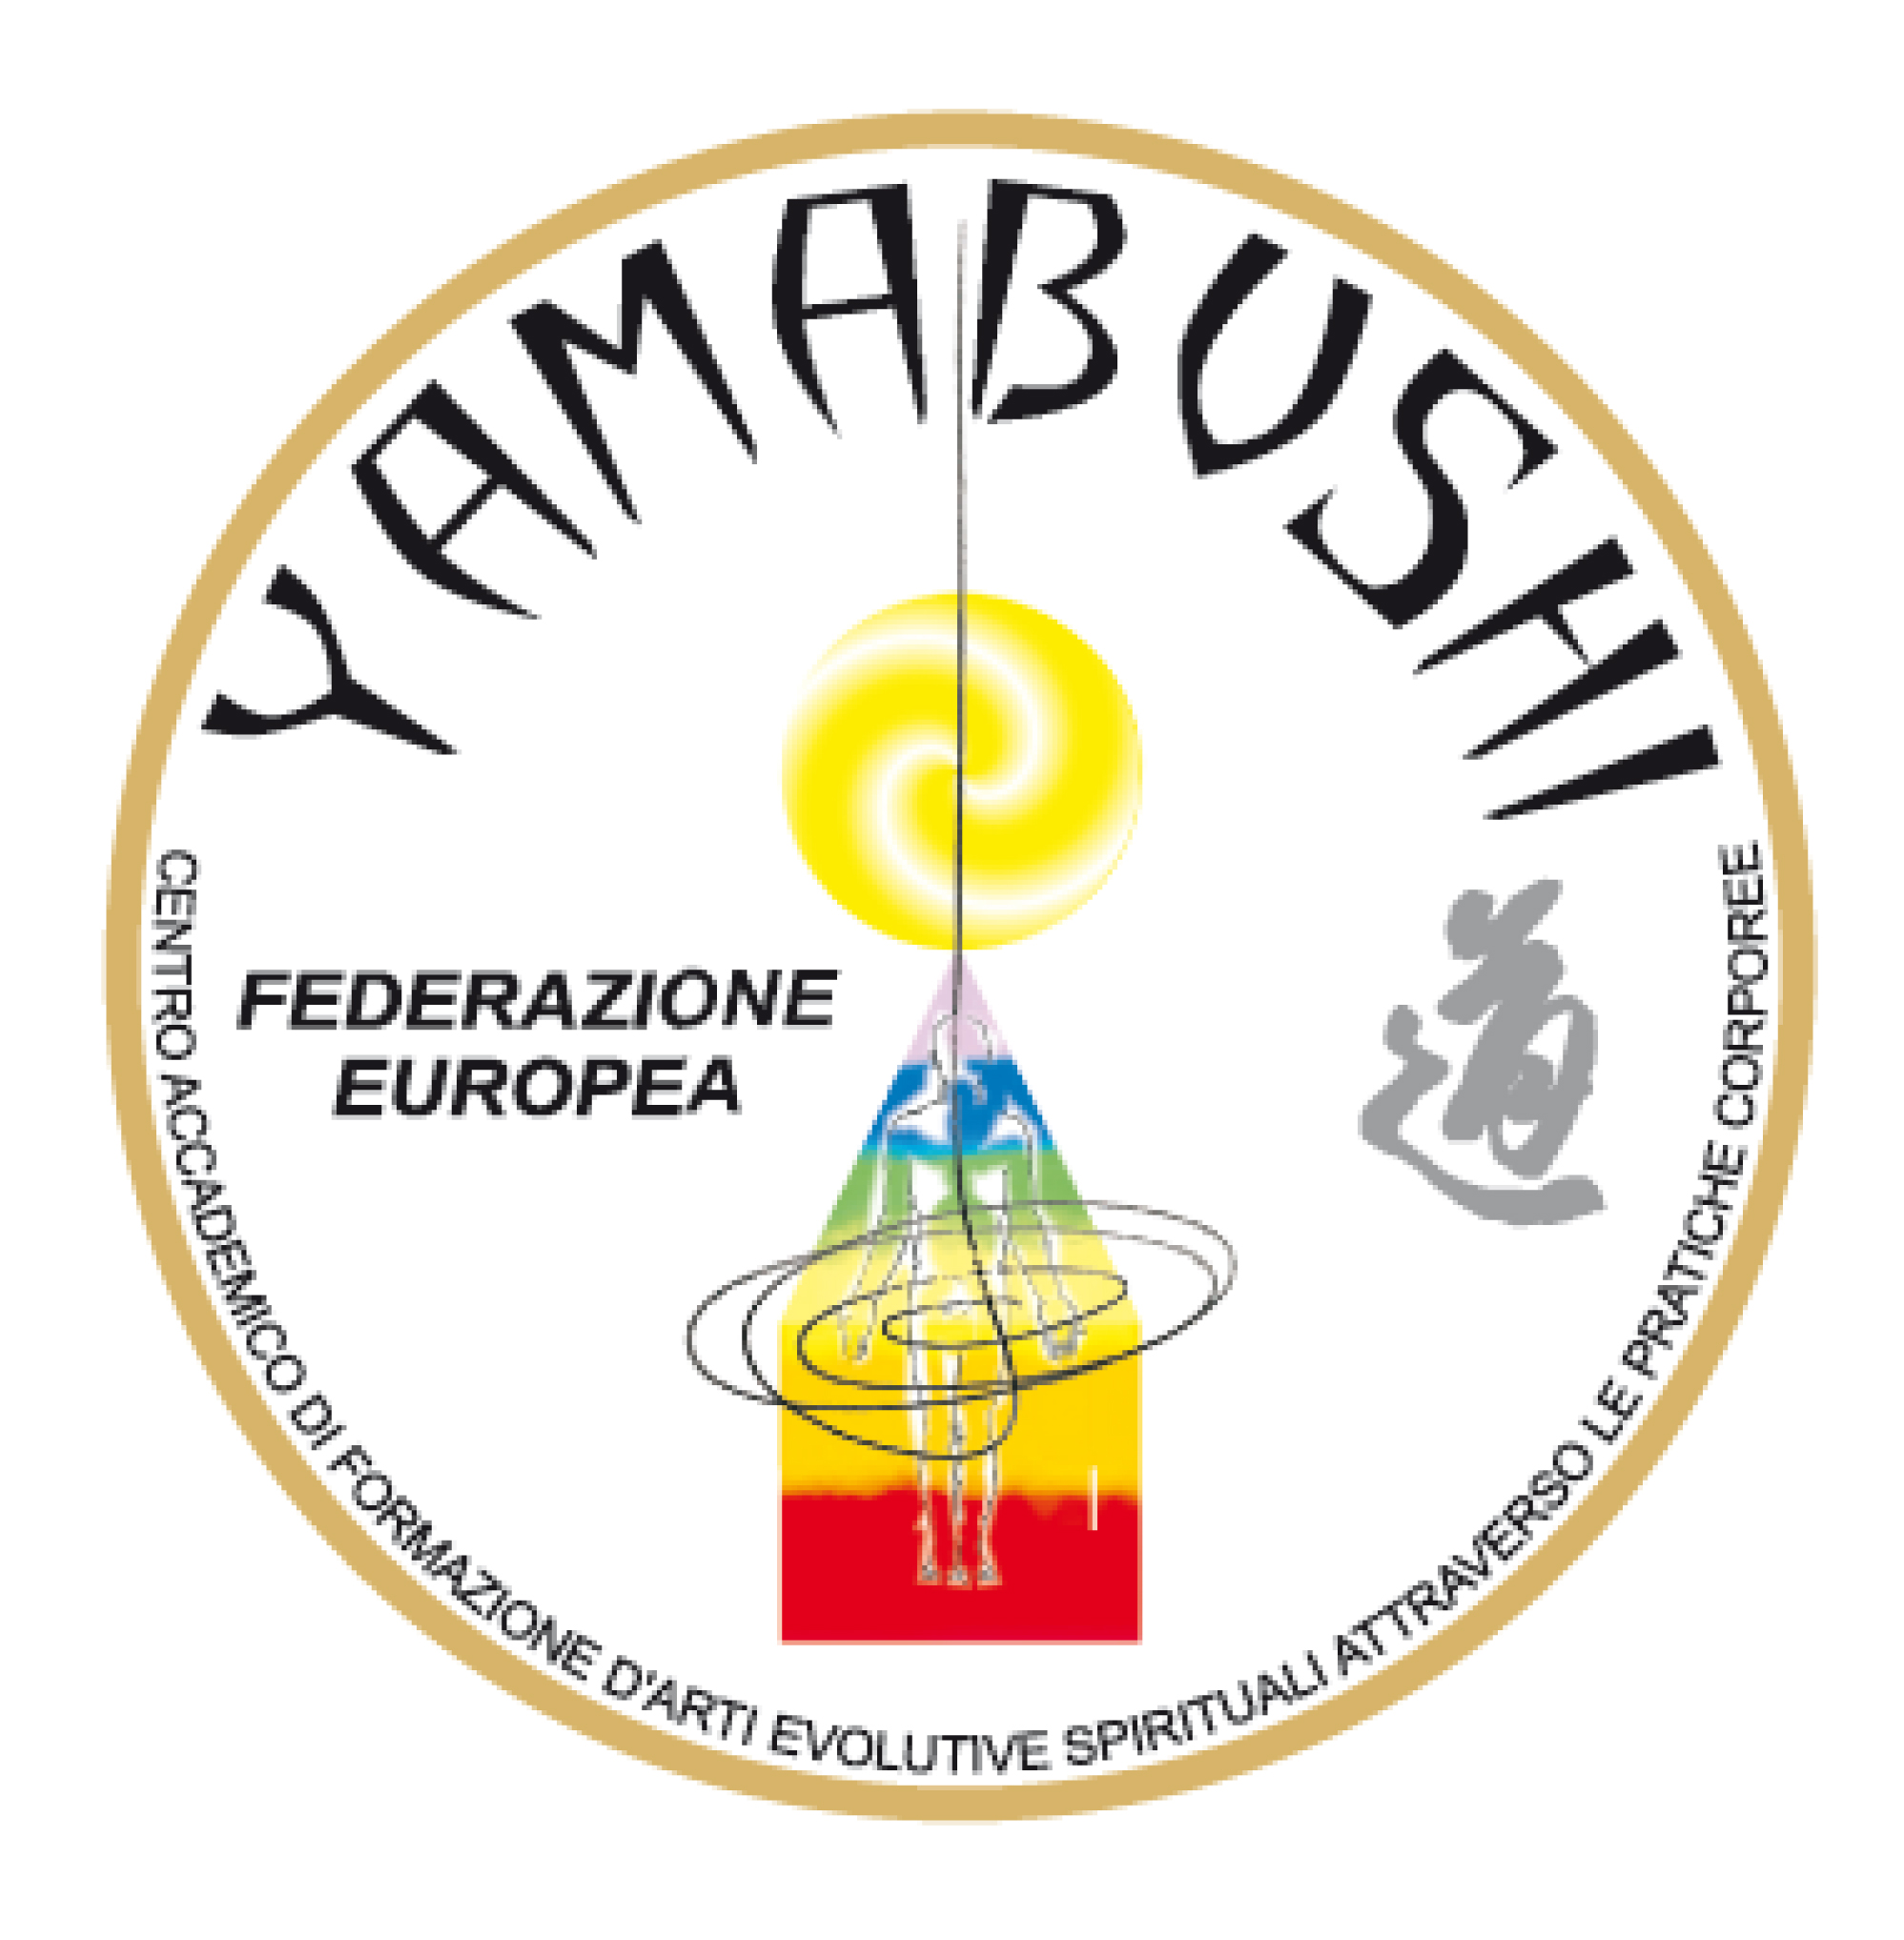 YAMABUSHI
FEDERAZIONE
EUROPEA
道
CENTRO ACCADEMICO DI FORMAZIONE D'ARTI EVOLUTIVE SPIRITUALI ATTRAVERSO LE PRATICHE CORPOREE